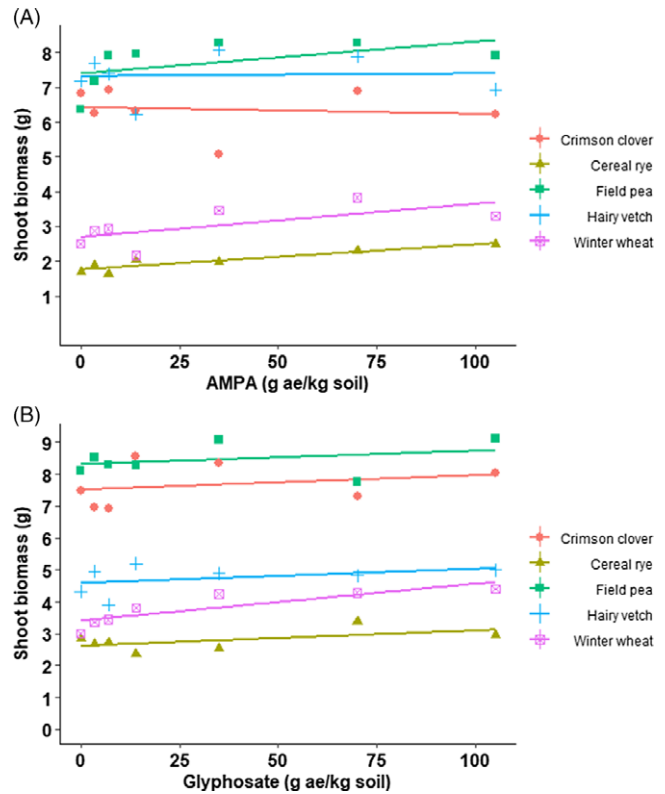 (A)
Shoot biomass (g)
8
7
6
5
4
3
2
1
0 25 50 75 100
AMPA (g ae/kg soil)
Crimson clover
Cereal rye
Field pea
Hairy vetch
Winter wheat
(B)
Shoot biomass (g)
9
8
7
6
5
4
3
2
1
0
0 25 50 75 100
Glyphosate (g ae/kg soil)
Crimson clover
Cereal rye
Field pea
Hairy vetch
Winter wheat